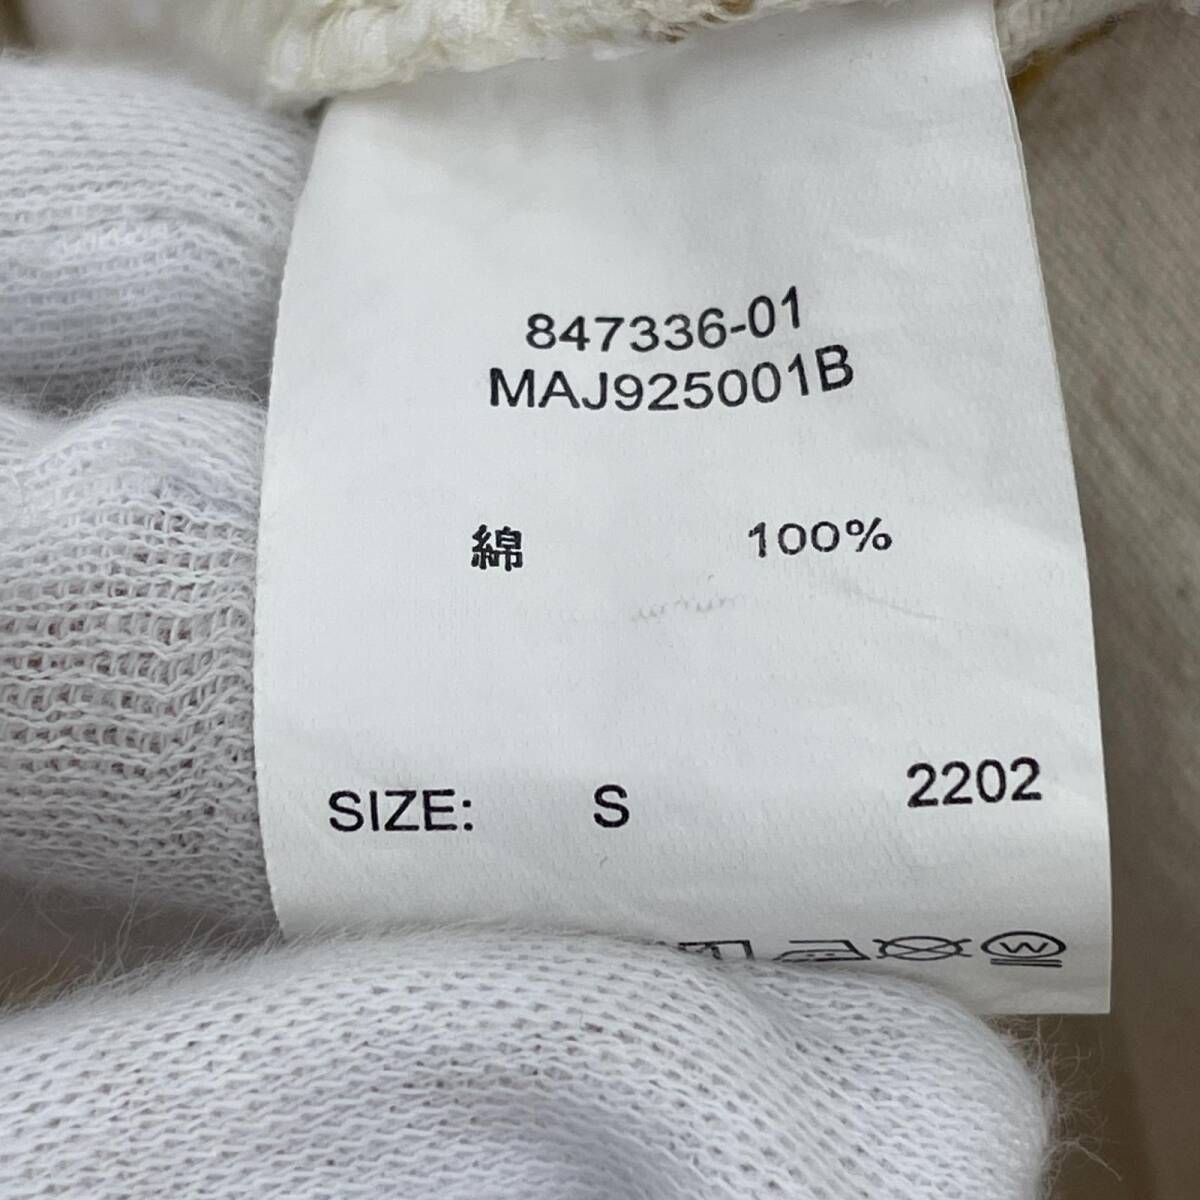 847336-01
MAJ925001B
綿 100%
SIZE: S 2202
W